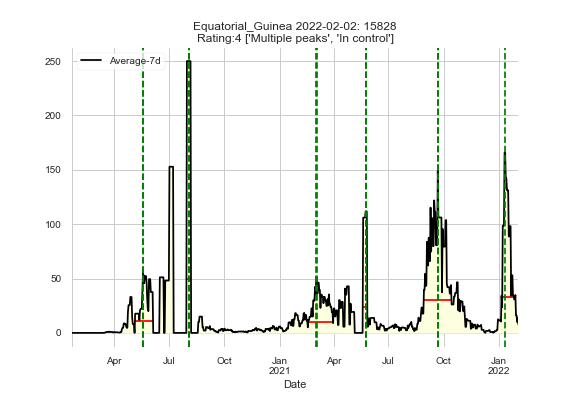 Equatorial_Guinea 2022-02-02: 15828
Rating:4 ['Multiple peaks', 'In control']
Average-7d
250
200
150
100
50
0
Apr Jul Oct Jan Apr Jul Oct Jan
2021 2022
Date